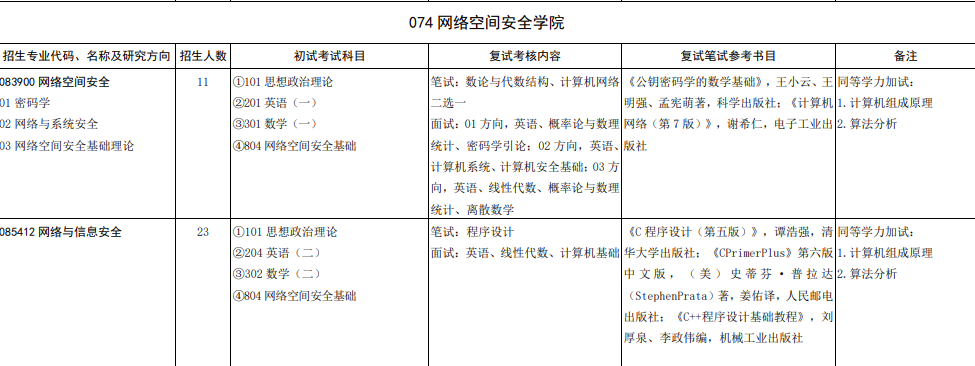 074 网络空间安全学院
招生专业代码、名称及研究方向
招生人数
初试考试科目
复试考核内容
复试笔试参考书目
备注
083900 网络空间安全
01 密码学
02 网络与系统安全
03 网络空间安全基础理论
11
①101 思想政治理论
②201 英语（一）
③301 数学（一）
④804 网络空间安全基础
笔试：数论与代数结构、计算机网络
二选一
面试：01 方向，英语、概率论与数理
统计、密码学引论；02 方向，英语、
计算机系统、计算机安全基础；03 方
向，英语、线性代数、概率论与数理
统计、离散数学
《公钥密码学的数学基础》，王小云、王
明强、孟宪萌著，科学出版社；《计算机
网络（第 7 版）》，谢希仁，电子工业出
版社
同等学力加试：
1.计算机组成原理
2.算法分析
085412 网络与信息安全
23
①101 思想政治理论
②204 英语（二）
③302 数学（二）
④804 网络空间安全基础
笔试：程序设计
面试：英语、线性代数、计算机基础
《C 程序设计（第五版）》，谭浩强，清
华大学出版社；《CPrimerPlus》第六版
中文版，（美）史蒂芬·普拉达
（StephenPrata）著，姜佑译，人民邮电
出版社；《C++程序设计基础教程》，刘
厚泉、李政伟编，机械工业出版社
同等学力加试：
1.计算机组成原理
2.算法分析